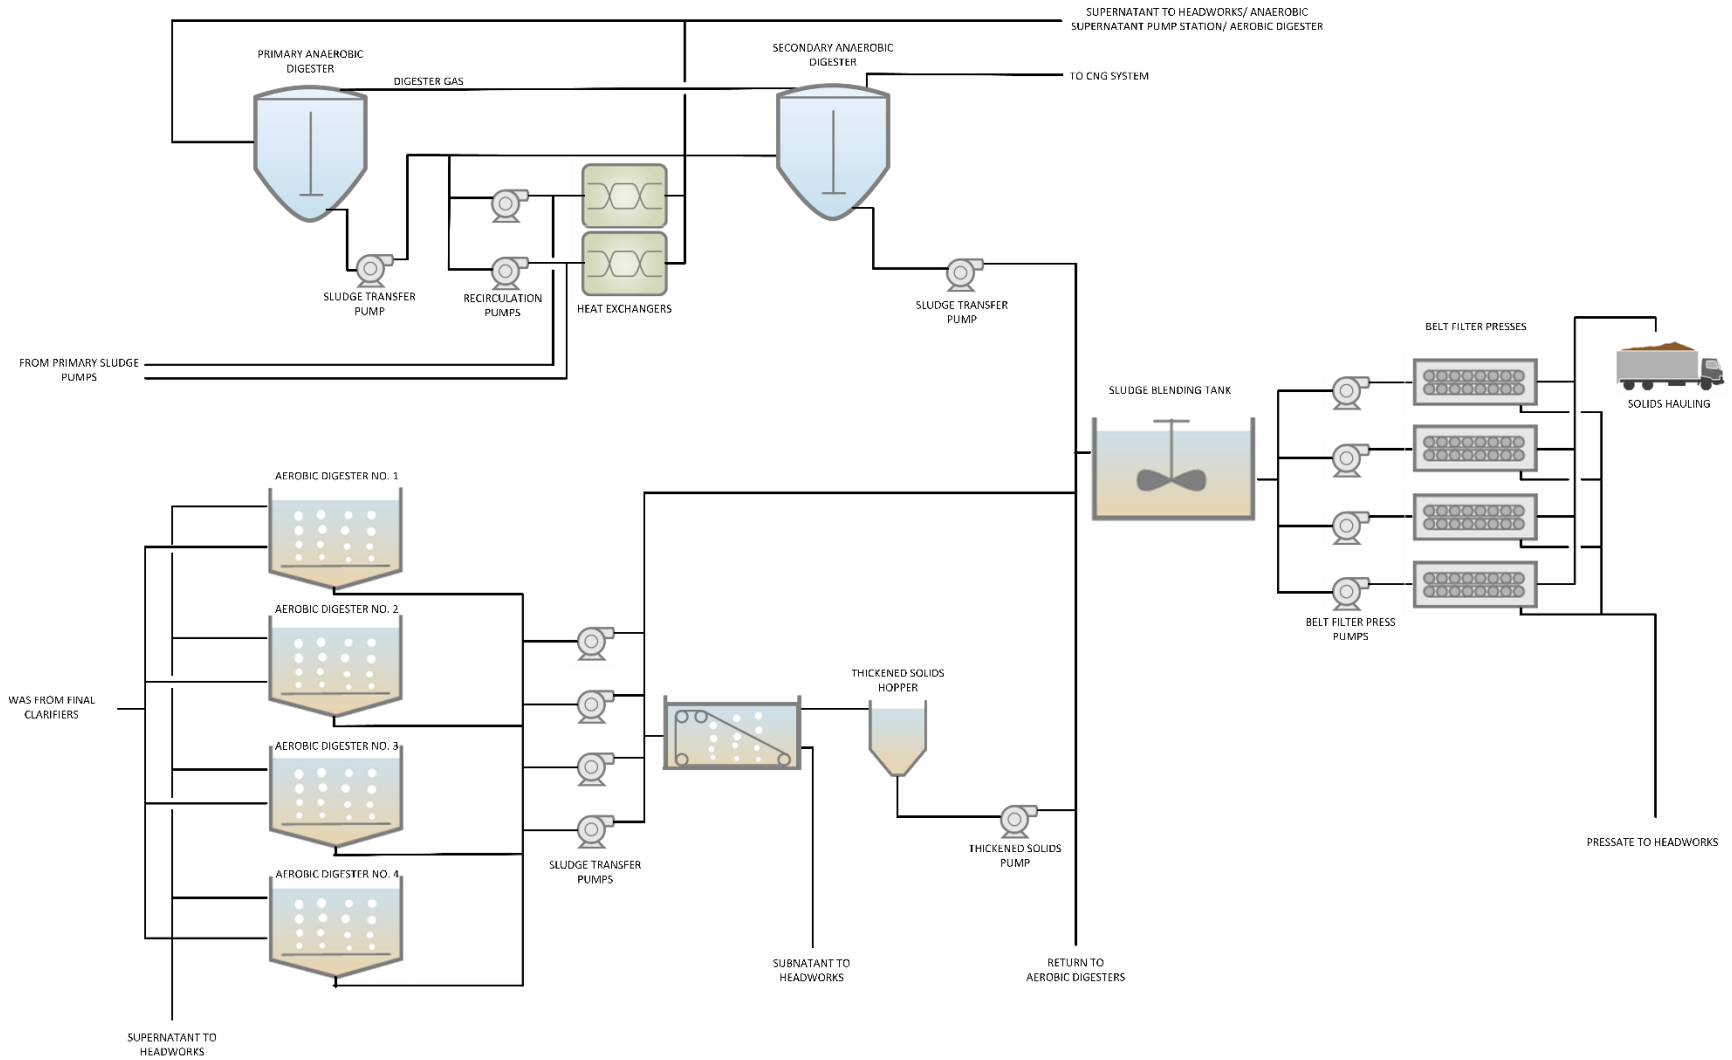 SUPERNATANT TO HEADWORKS/ ANAEROBIC
SUPERNATANT PUMP STATION/ AEROBIC DIGESTER
PRIMARY ANAEROBIC
DIGESTER
SECONDARY ANAEROBIC
DIGESTER
DIGESTER GAS
TO CNG SYSTEM
SLUDGE TRANSFER
PUMP
RECIRCULATION
PUMPS
HEAT EXCHANGERS
SLUDGE TRANSFER
PUMP
BELT FILTER PRESSES
FROM PRIMARY SLUDGE
PUMPS
SLUDGE BLENDING TANK
SOLIDS HAULING
AEROBIC DIGESTER NO. 1
AEROBIC DIGESTER NO. 2
BELT FILTER PRESS
PUMPS
WAS FROM FINAL
CLARIFIERS
THICKENED SOLIDS
HOPPER
AEROBIC DIGESTER NO. 3
PRESSATE TO HEADWORKS
THICKENED SOLIDS
PUMP
SLUDGE TRANSFER
PUMPS
AEROBIC DIGESTER NO. 4
SUBNATANT TO
HEADWORKS
RETURN TO
AEROBIC DIGESTERS
SUPERNATANT TO
HEADWORKS